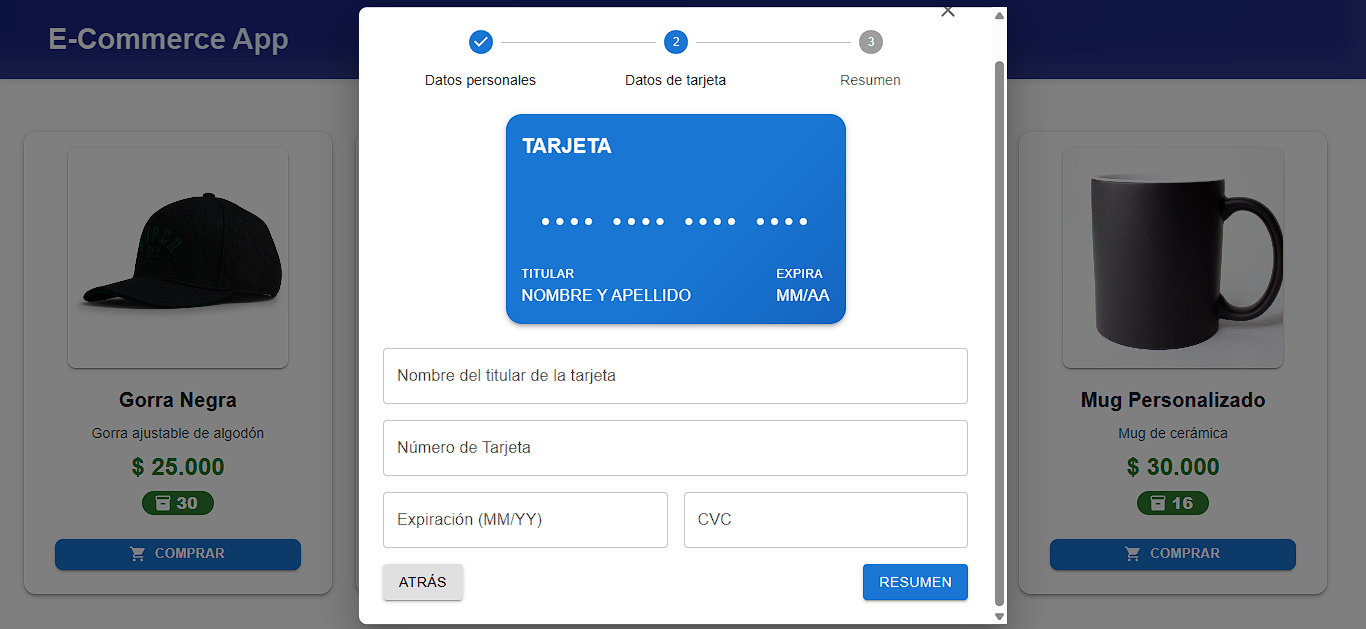 E-Commerce App
2
3
Datos personales
Datos de tarjeta
Resumen
TARJETA
•••• •••• •••• ••••
TITULAR
EXPIRA
NOMBRE Y APELLIDO
MM/AA
Nombre del titular de la tarjeta
Número de Tarjeta
Expiración (MM/YY)
CVC
ATRÁS
RESUMEN
Gorra Negra
Gorra ajustable de algodón
$ 25.000
30
COMPRAR
Mug Personalizado
Mug de cerámica
$ 30.000
16
COMPRAR